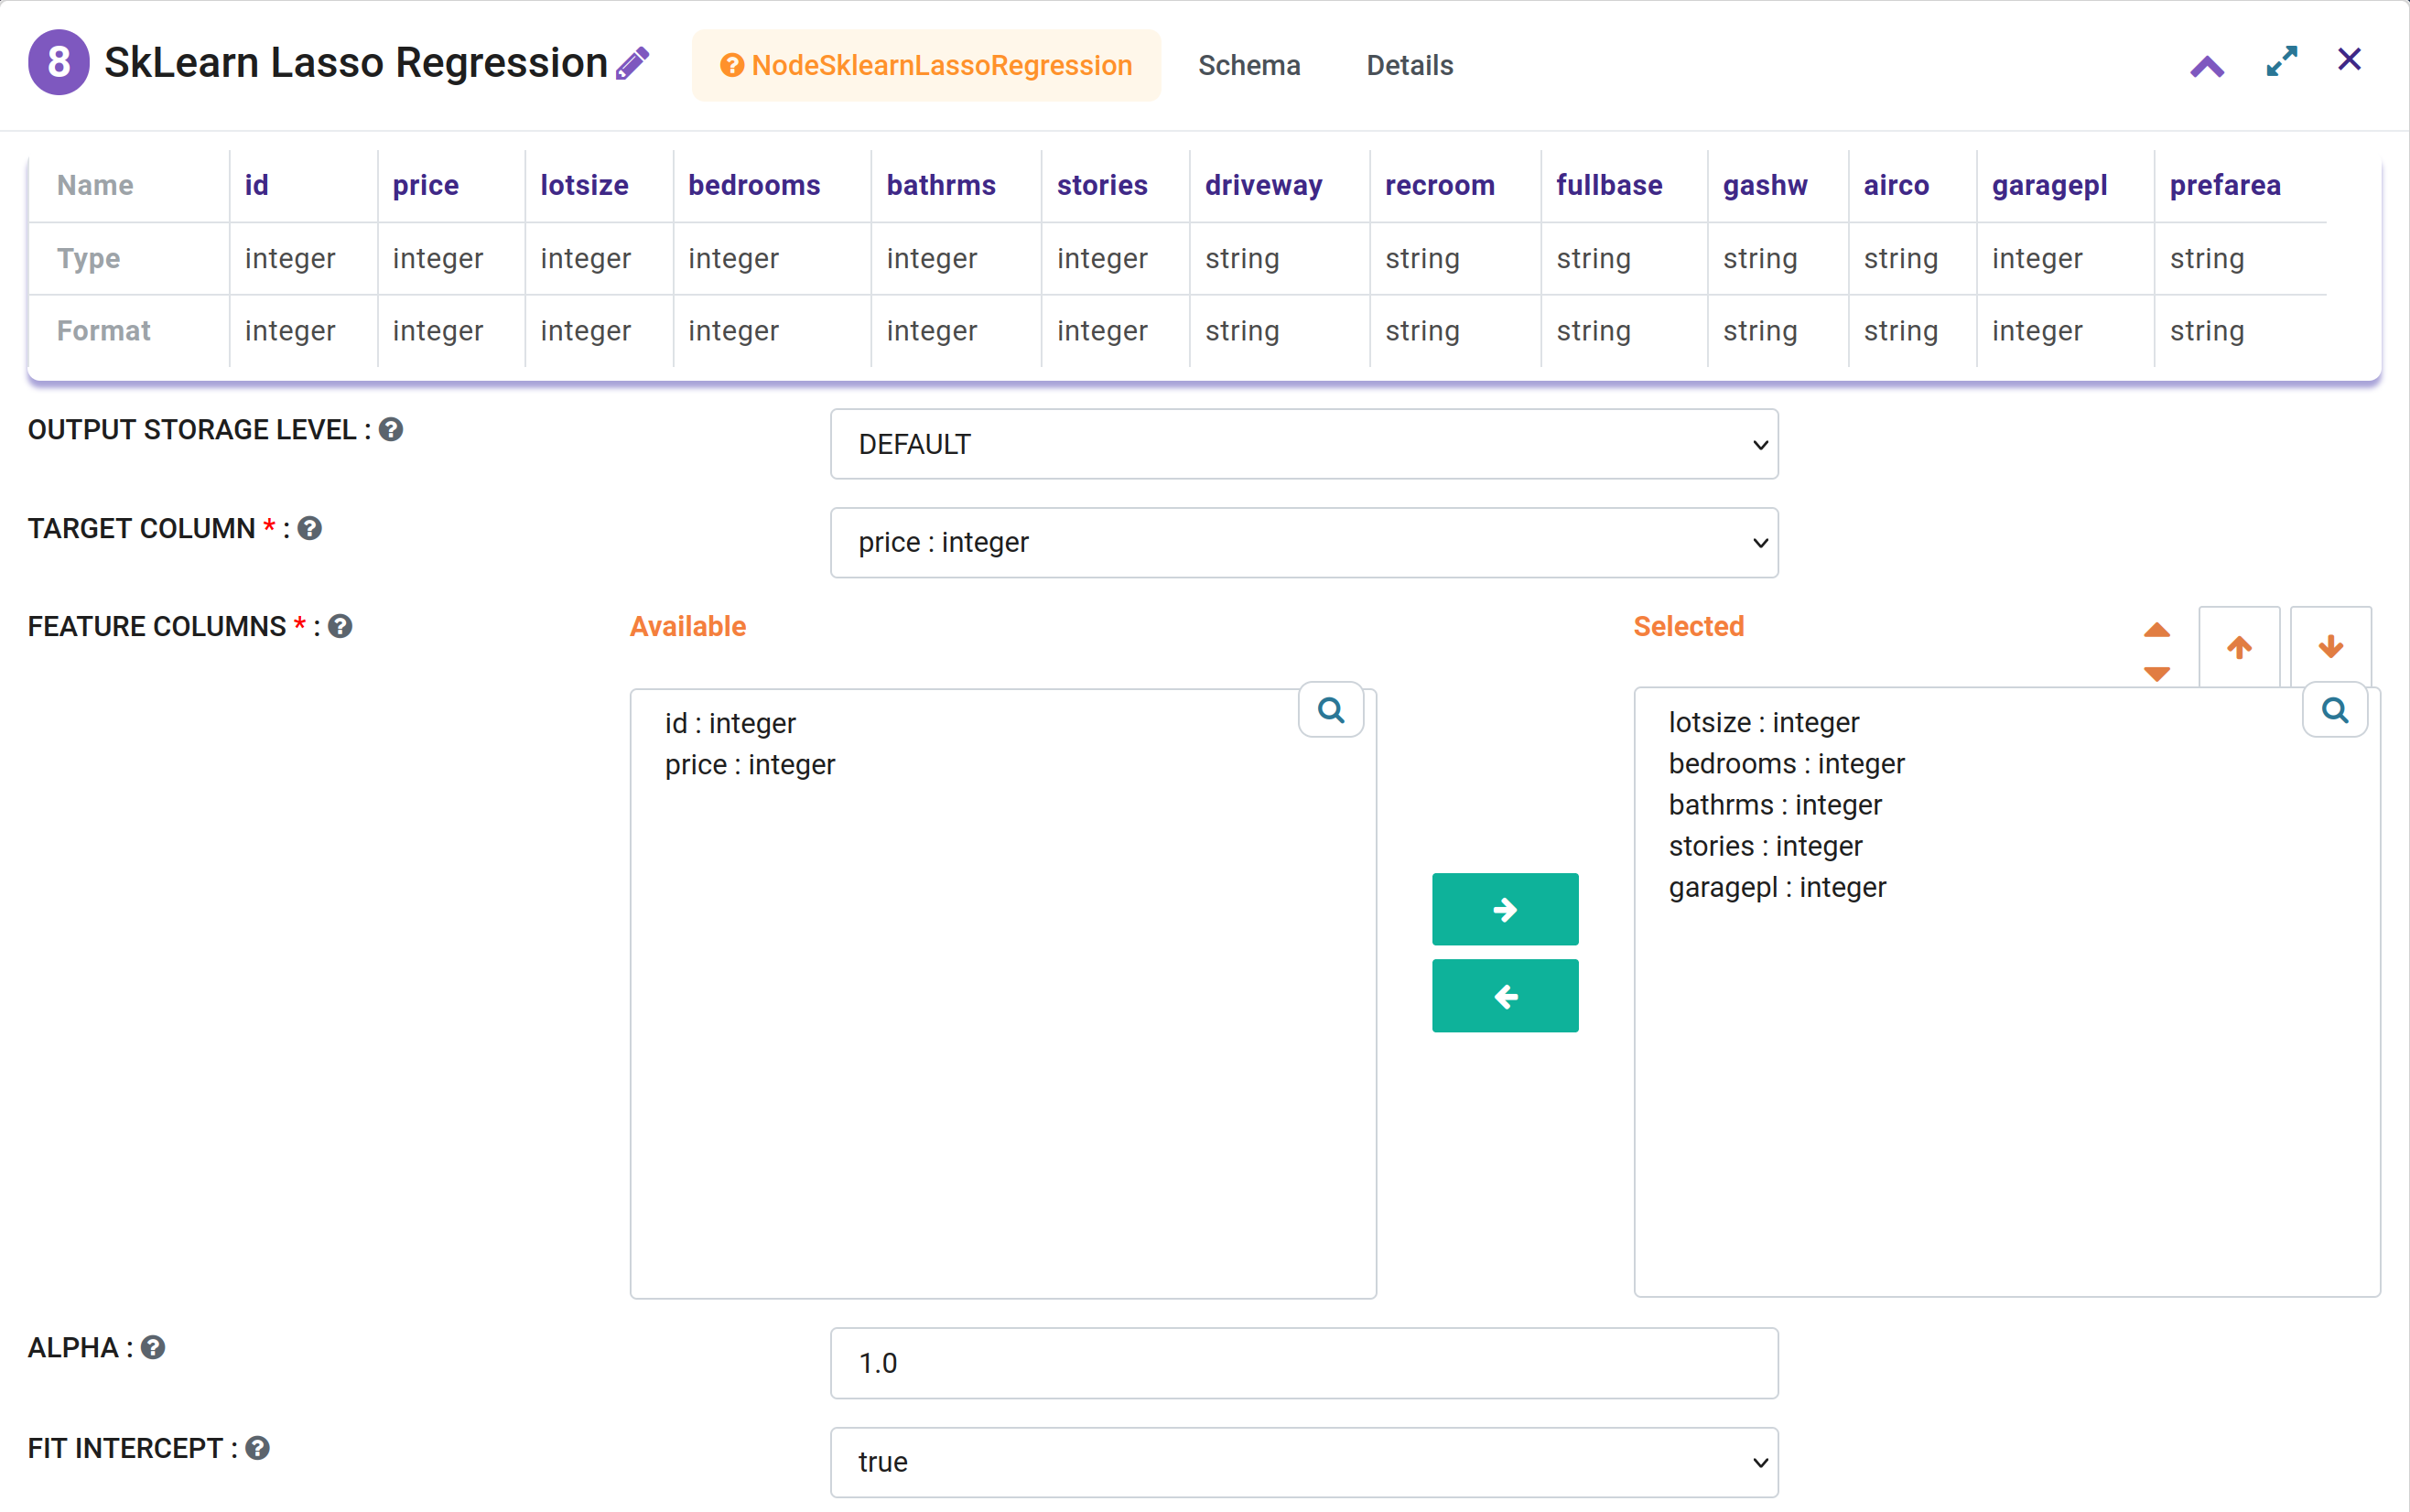 8 SkLearn Lasso Regression NodeSklearnLassoRegression Schema Details
Name id price lotsize bedrooms bathrms stories driveway recroom fullbase gashw airco garagepl prefarea
Type integer integer integer integer integer integer string string string string string integer string
Format integer integer integer integer integer integer string string string string string integer string
OUTPUT STORAGE LEVEL : DEFAULT
TARGET COLUMN * : price : integer
FEATURE COLUMNS * : Available Selected
id : integer
price : integer
lotsize : integer
bedrooms : integer
bathrms : integer
stories : integer
garagepl : integer
ALPHA : 1.0
FIT INTERCEPT : true